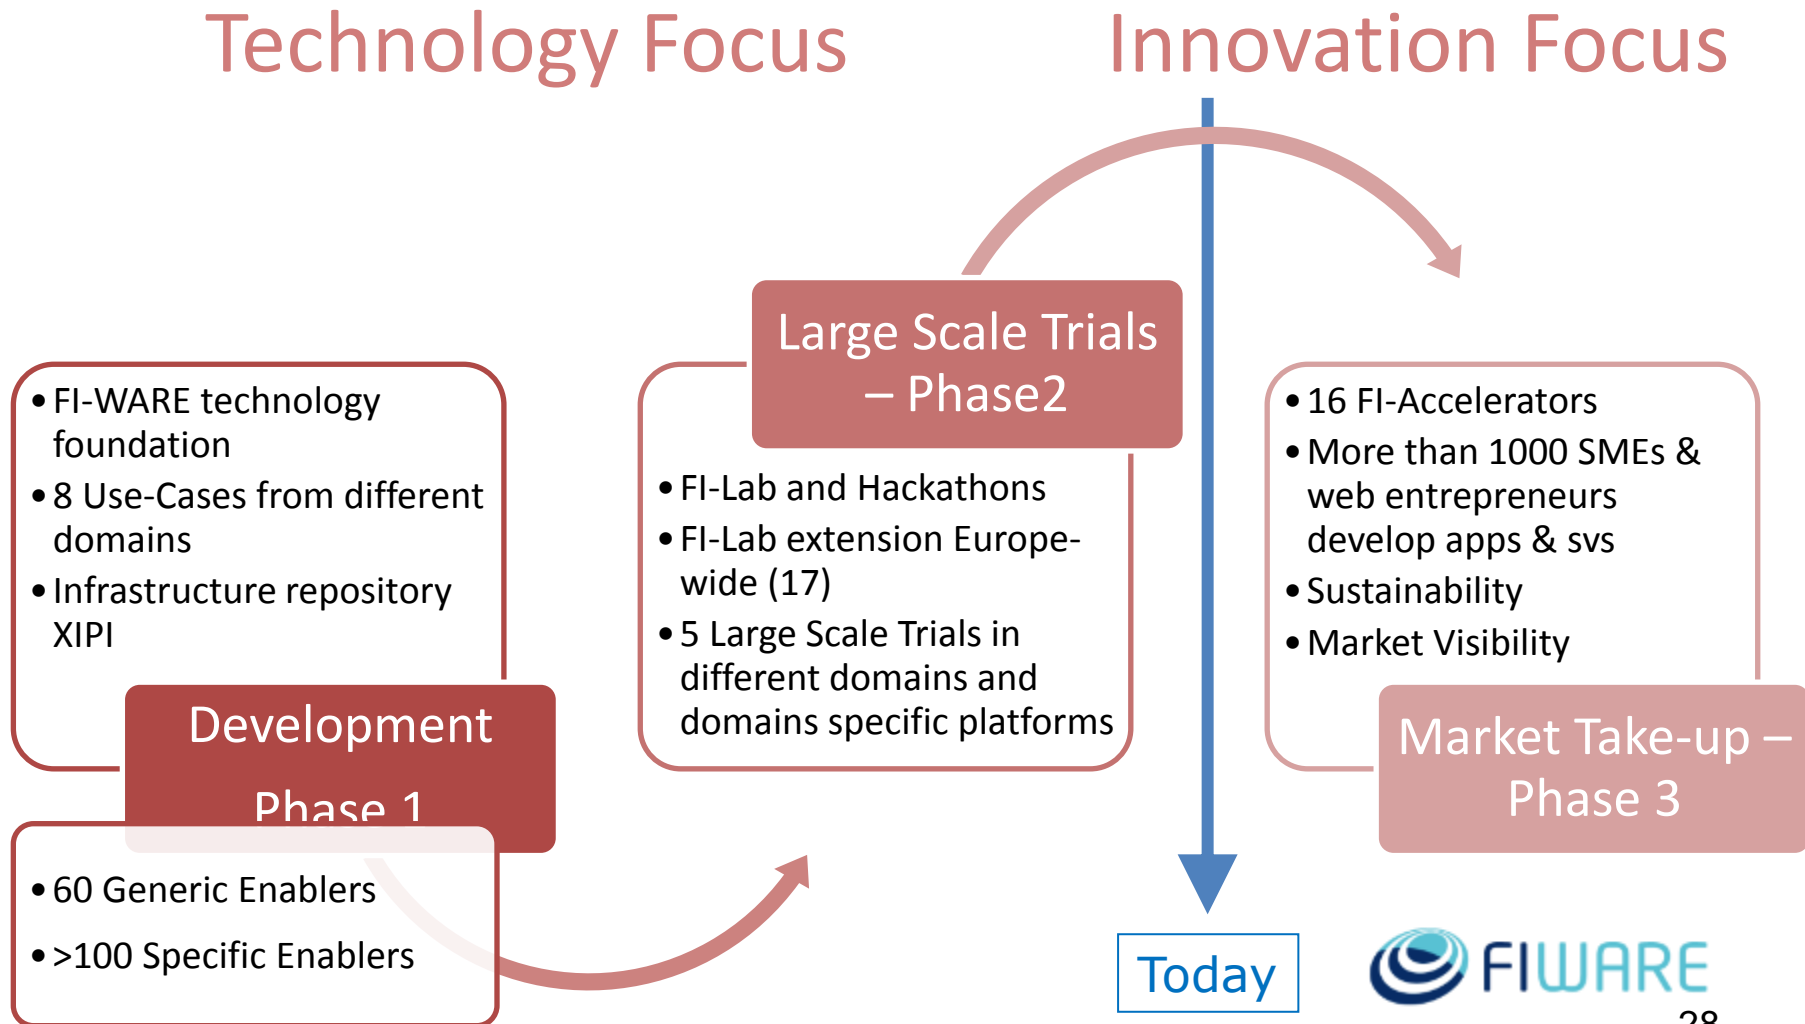 Technology Focus
Innovation Focus
•FI-WARE technology
foundation
•8 Use-Cases from different
domains
•Infrastructure repository
XIPI
Development
Phase 1
•60 Generic Enablers
•>100 Specific Enablers
Large Scale Trials
– Phase2
•FI-Lab and Hackathons
•FI-Lab extension Europe-
wide (17)
•5 Large Scale Trials in
different domains and
domains specific platforms
•16 FI-Accelerators
•More than 1000 SMEs &
web entrepreneurs
develop apps & svs
•Sustainability
•Market Visibility
Market Take-up –
Phase 3
Today
FIWARE
28